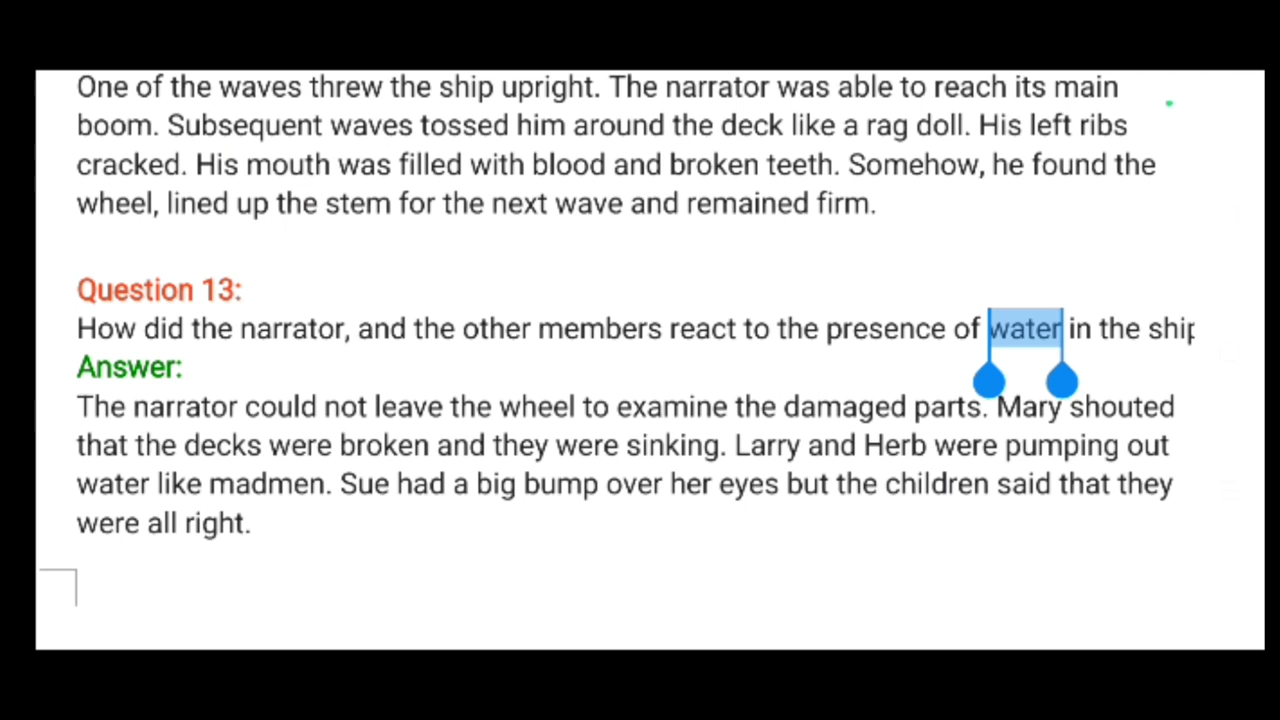 One of the waves threw the ship upright. The narrator was able to reach its main
boom. Subsequent waves tossed him around the deck like a rag doll. His left ribs
cracked. His mouth was filled with blood and broken teeth. Somehow, he found the
wheel, lined up the stem for the next wave and remained firm.
Question 13:
How did the narrator, and the other members react to the presence of water in the ship
Answer:
The narrator could not leave the wheel to examine the damaged parts. Mary shouted
that the decks were broken and they were sinking. Larry and Herb were pumping out
water like madmen. Sue had a big bump over her eyes but the children said that they
were all right.